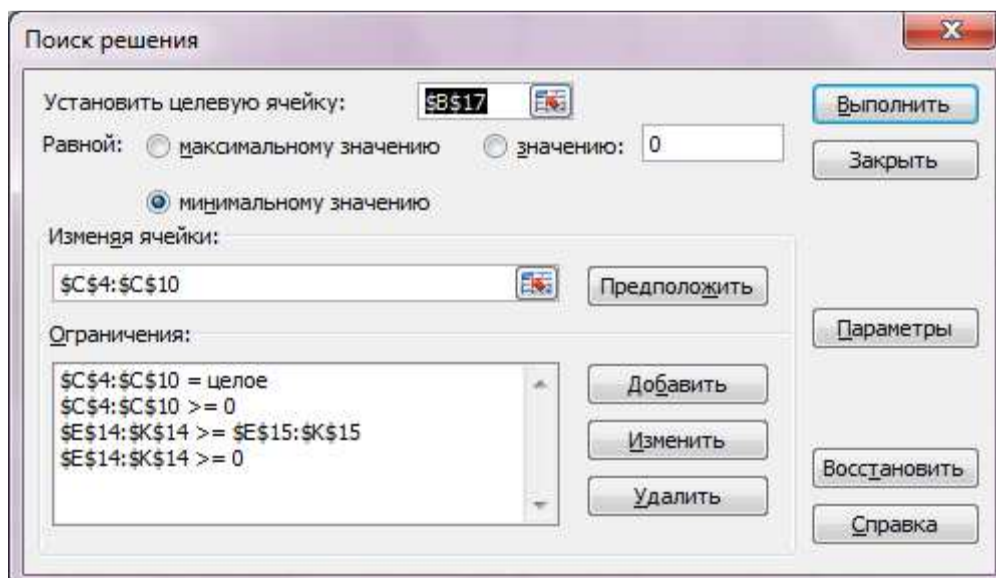 Поиск решения
Установить целевую ячейку: $B$17
Равной: максимальному значению значению: 0
минимальному значению
Изменяя ячейки:
$C$4:$C$10
Предположить
Ограничения:
$C$4:$C$10 = целое
$C$4:$C$10 >= 0
$E$14:$K$14 >= $E$15:$K$15
$E$14:$K$14 >= 0
Добавить
Изменить
Удалить
Выполнить
Закрыть
Параметры
Восстановить
Справка